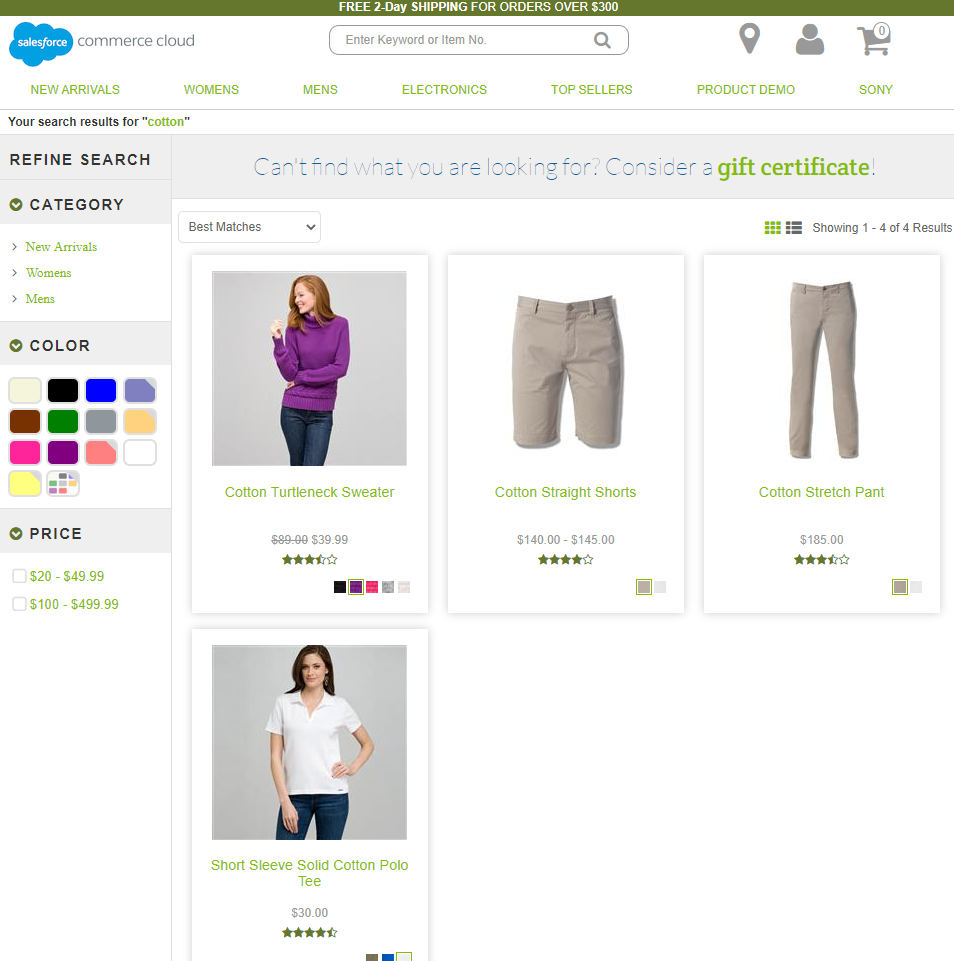 FREE 2-Day SHIPPING FOR ORDERS OVER $300
salesforce commerce cloud
Enter Keyword or Item No.
0
NEW ARRIVALS WOMENS MENS ELECTRONICS TOP SELLERS PRODUCT DEMO SONY
Your search results for "cotton"
REFINE SEARCH
CATEGORY
New Arrivals
Womens
Mens
COLOR
PRICE
$20 - $49.99
$100 - $499.99
Can't find what you are looking for? Consider a gift certificate!
Best Matches
Showing 1 - 4 of 4 Results
Cotton Turtleneck Sweater
$89.00 $39.99
Cotton Straight Shorts
$140.00 - $145.00
Cotton Stretch Pant
$185.00
Short Sleeve Solid Cotton Polo
Tee
$30.00